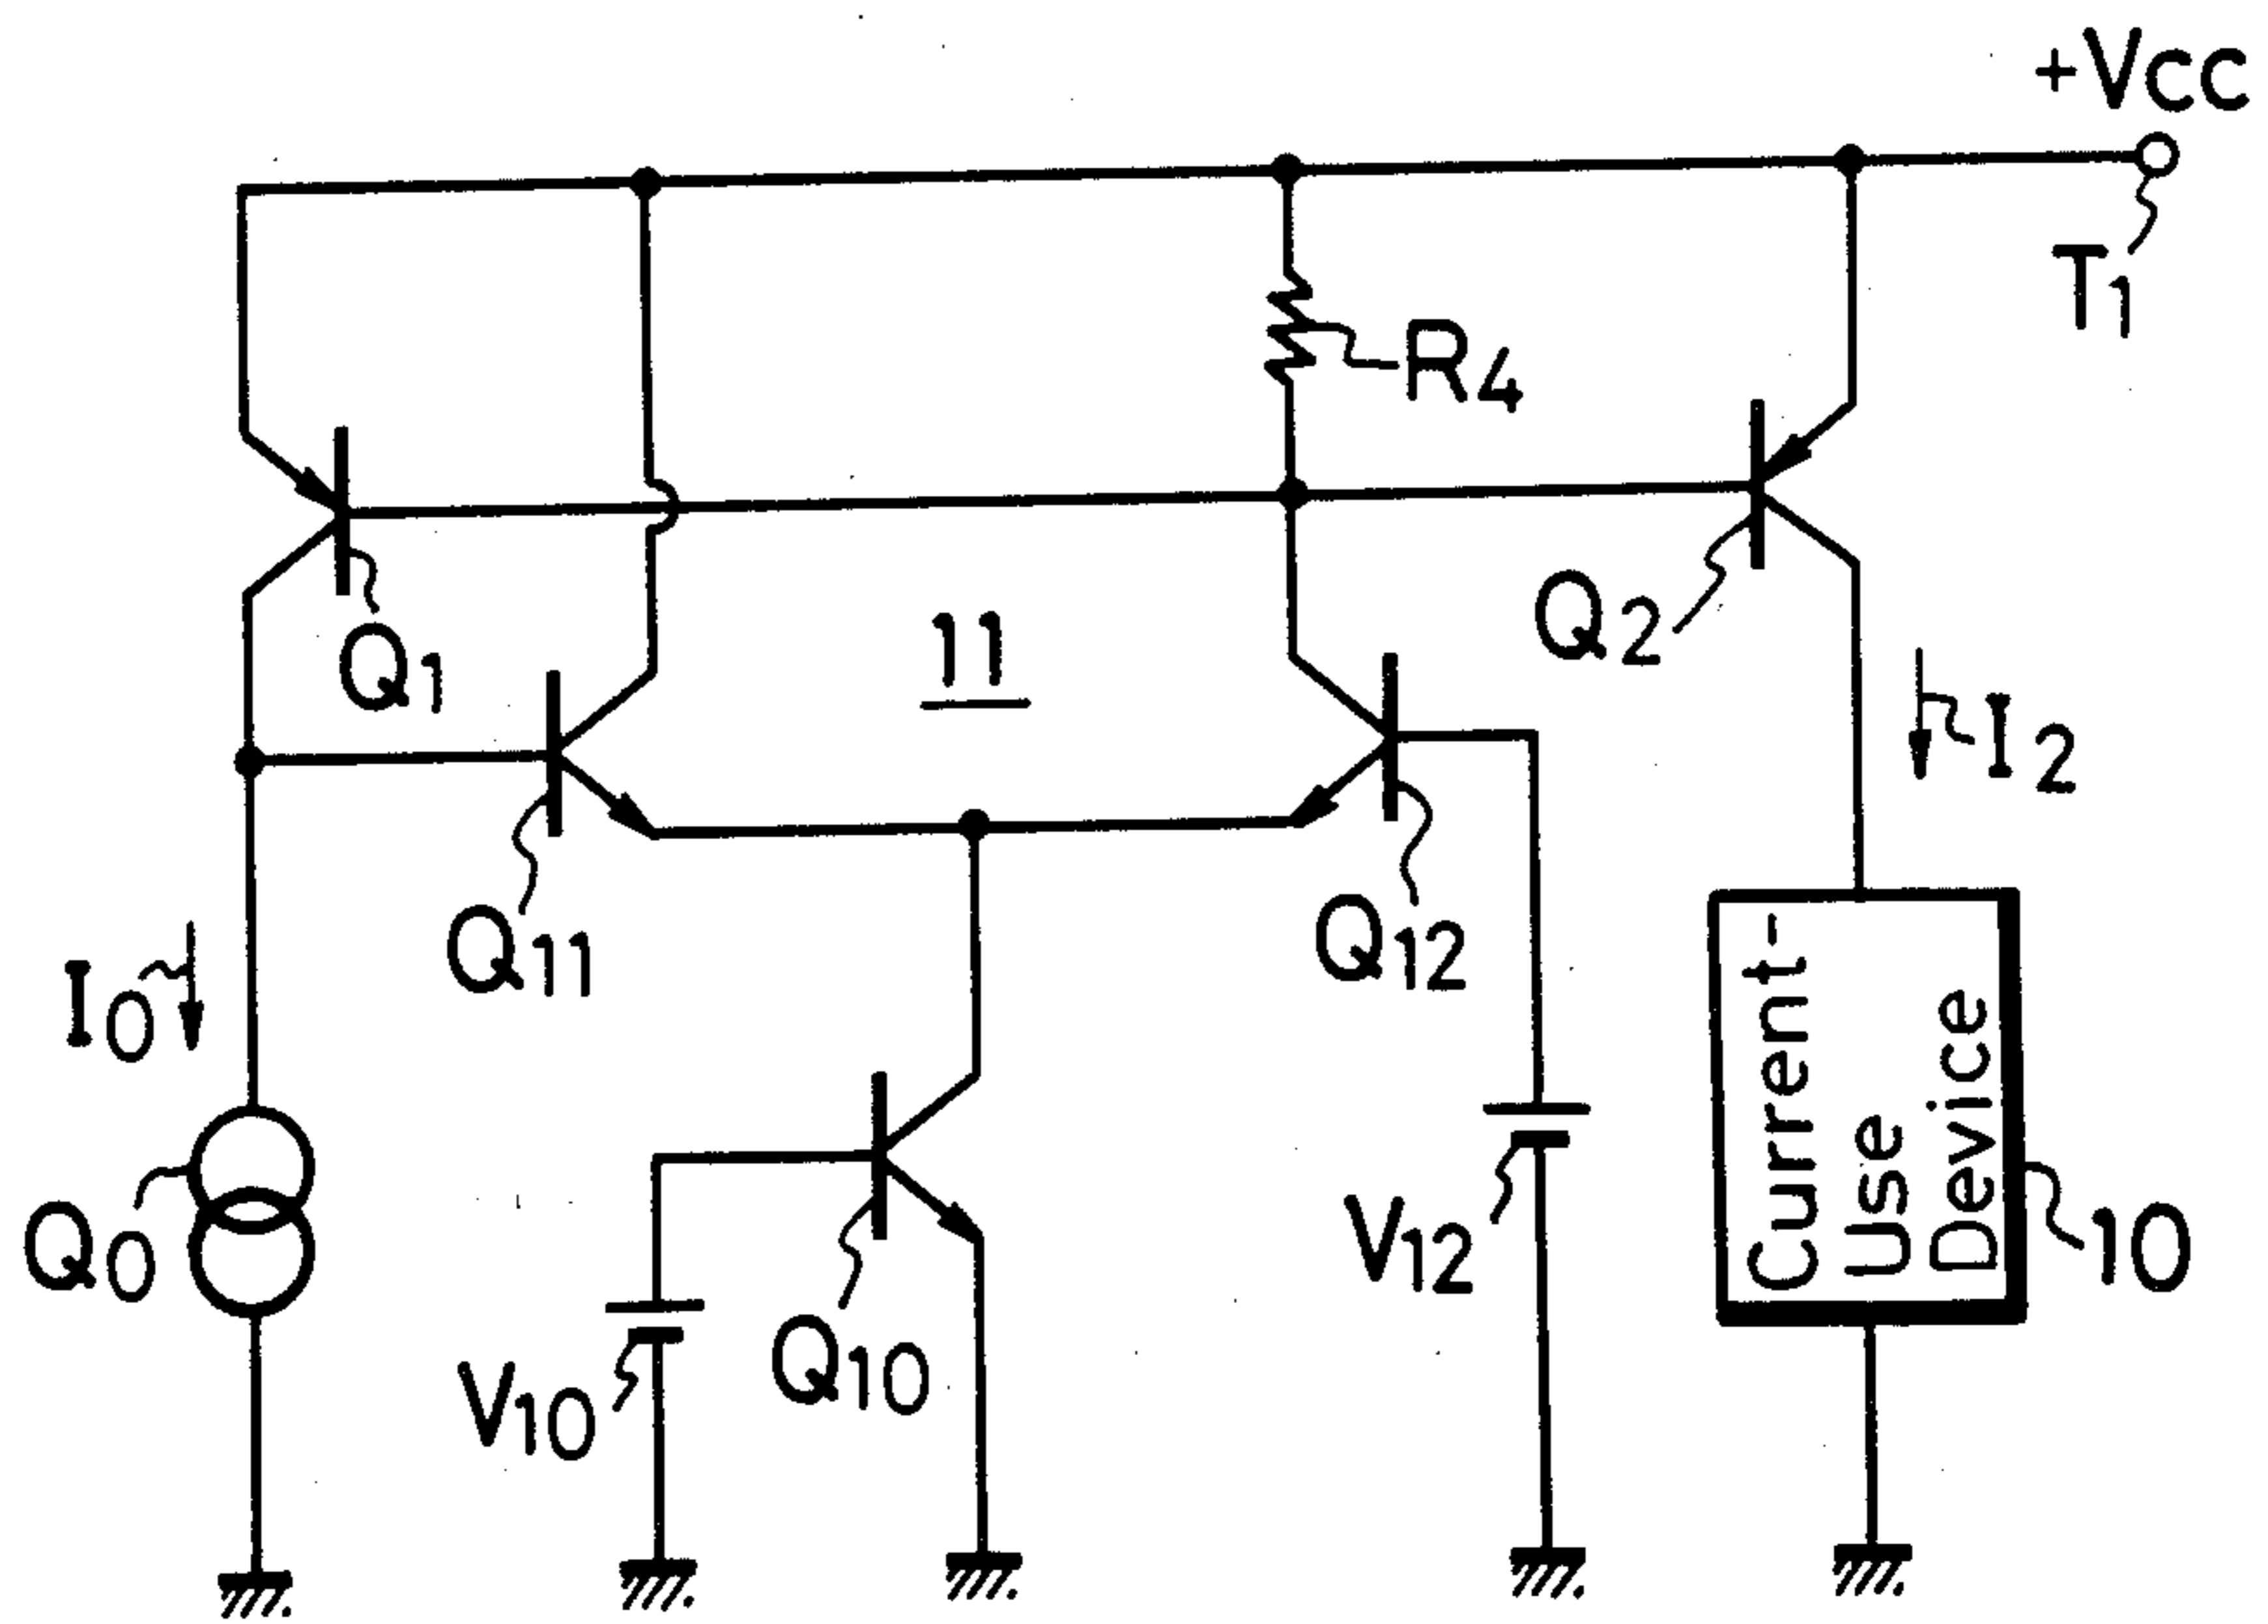 +VCC
T1
R4
Q1
11
Q2
I2
Q11
Q12
I0
Q0
V10
Q10
V12
Current-
Use
Device
10